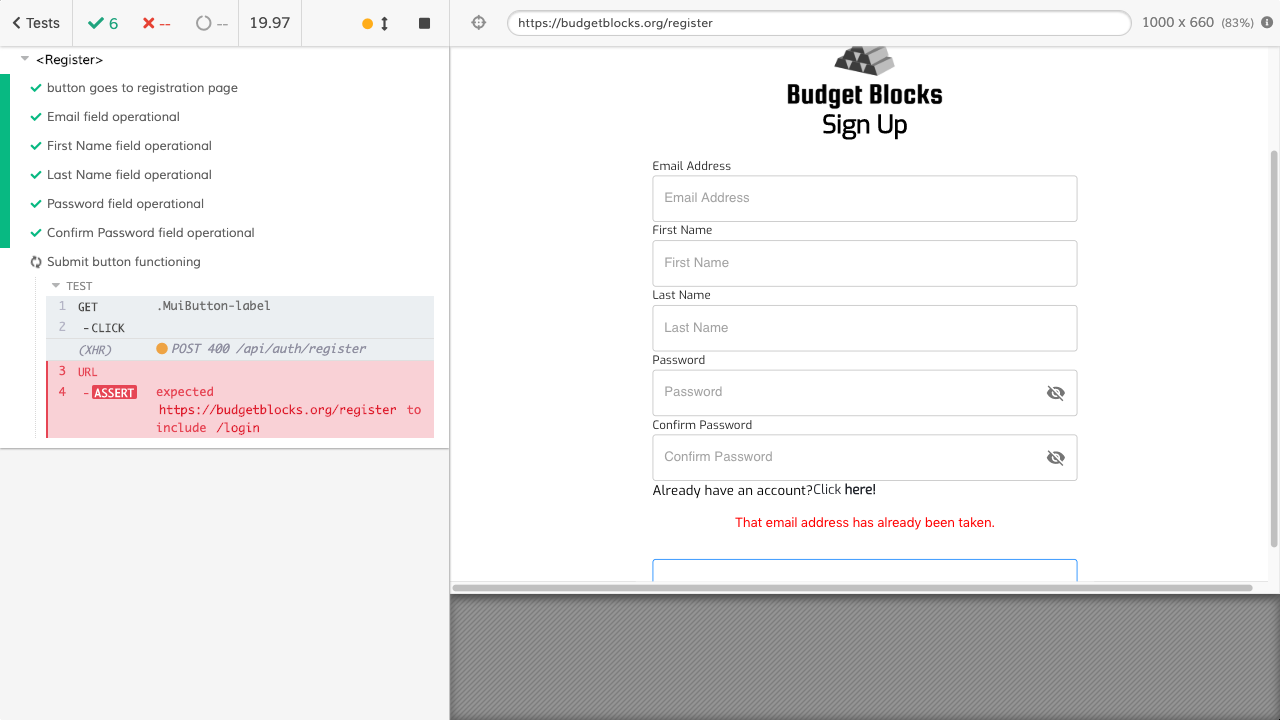 Tests
6
--
--
19.97
https://budgetblocks.org/register
1000 x 660 (83%)
<Register>
button goes to registration page
Email field operational
First Name field operational
Last Name field operational
Password field operational
Confirm Password field operational
Submit button functioning
TEST
1 GET .MuiButton-label
2 -CLICK
(XHR) POST 400 /api/auth/register
3 URL
4 -ASSERT expected
https://budgetblocks.org/register to
include /login
Budget Blocks
Sign Up
Email Address
Email Address
First Name
First Name
Last Name
Last Name
Password
Password
Confirm Password
Confirm Password
Already have an account?Click here!
That email address has already been taken.